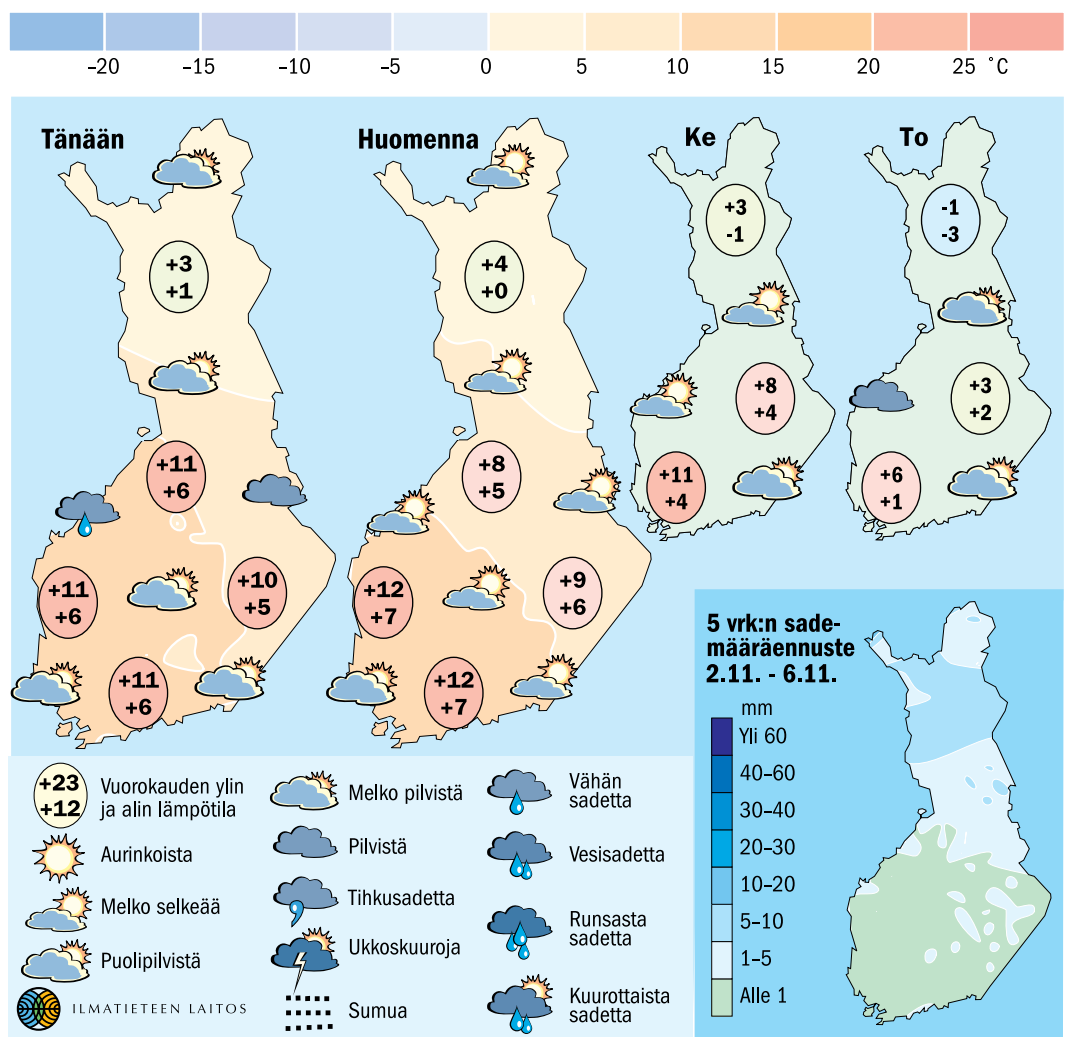 −20 −15 −10 −5 0 5 10 15 20 25 °C
Tänään
+3
+1
+11
+6
+11
+6
+10
+5
+11
+6
Huomenna
+4
+0
+8
+5
+12
+7
+9
+6
+12
+7
Ke
+3
-1
+8
+4
+11
+4
To
-1
-3
+3
+2
+6
+1
5 vrk:n sade-
määräennuste
2.11. - 6.11.
mm
Yli 60
40–60
30–40
20–30
10–20
5–10
1–5
Alle 1
+23
+12
Vuorokauden ylin
ja alin lämpötila
Aurinkoista
Melko selkeää
Puolipilvistä
ILMATIETEEN LAITOS
Melko pilvistä
Pilvistä
Tihkusadetta
Ukkoskuuroja
Sumua
Vähän
sadetta
Vesisadetta
Runsasta
sadetta
Kuurottaista
sadetta